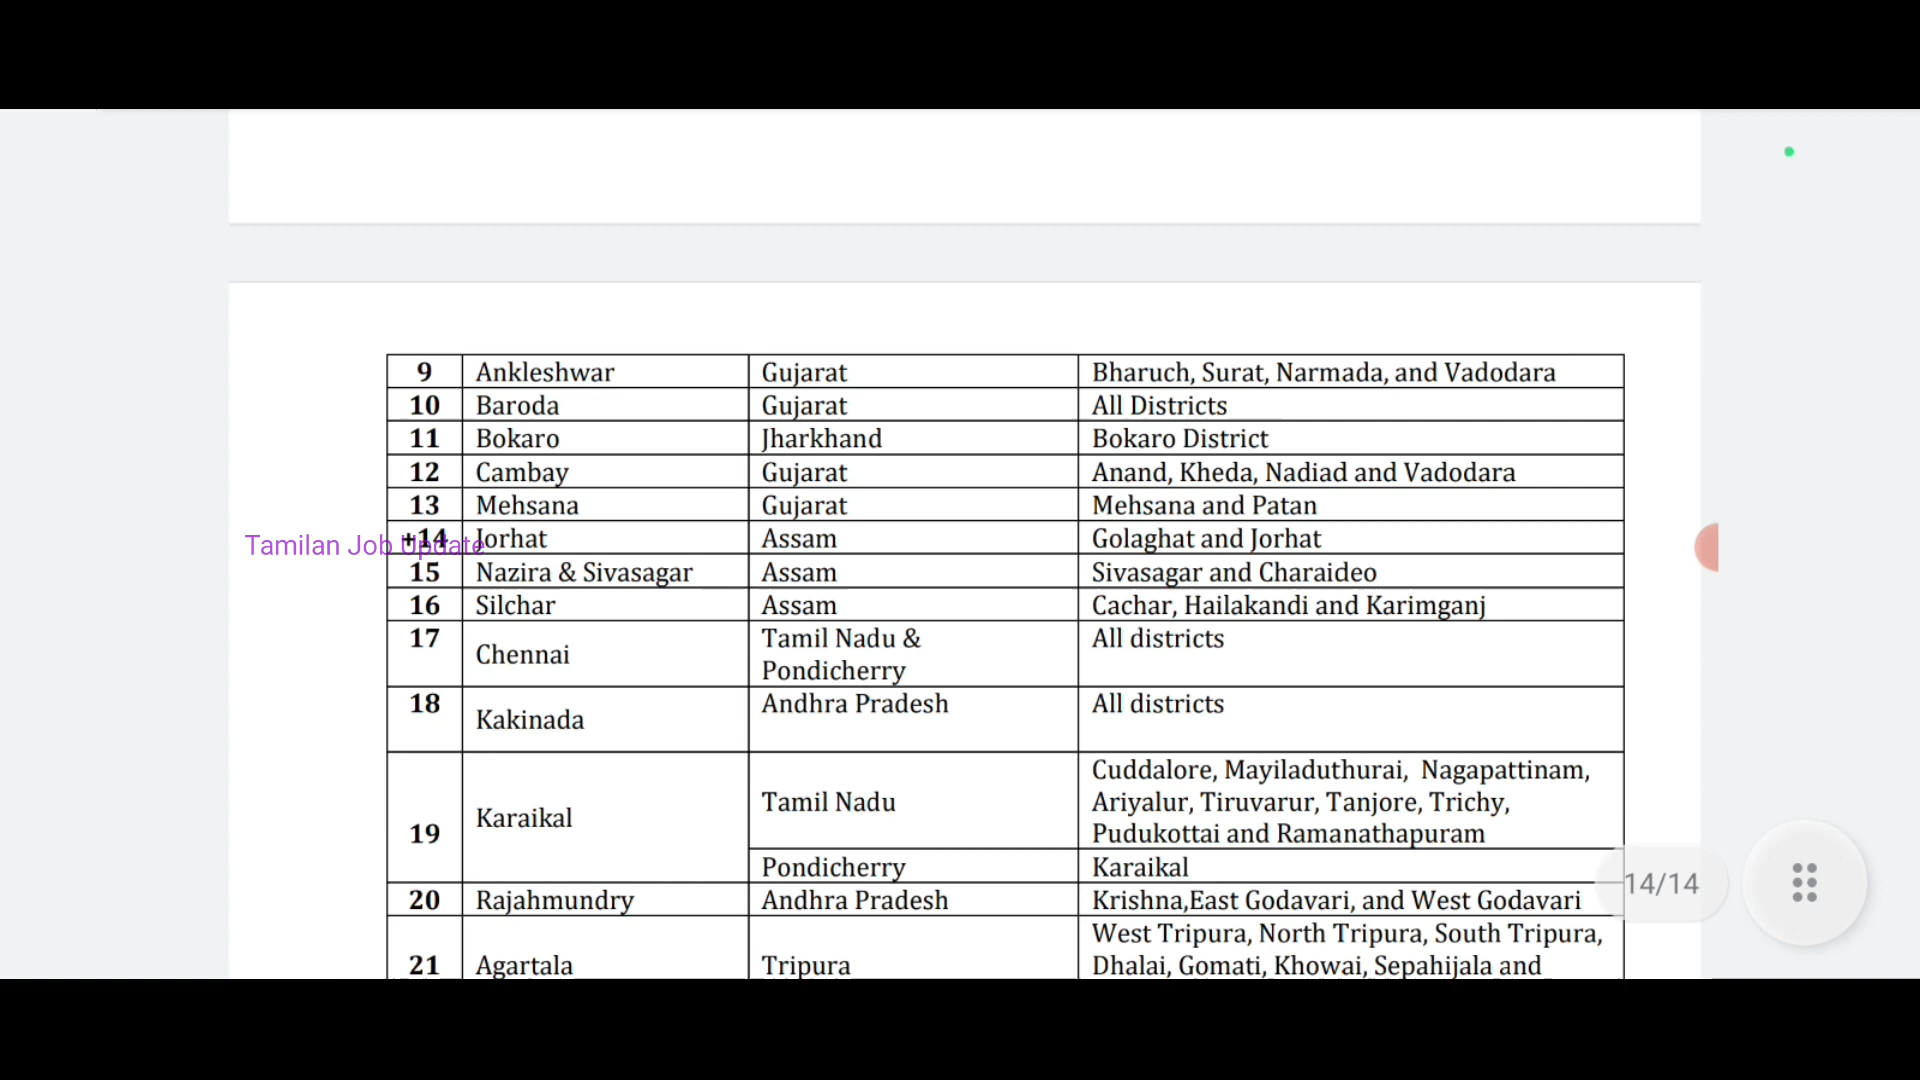 9 Ankleshwar Gujarat Bharuch, Surat, Narmada, and Vadodara
10 Baroda Gujarat All Districts
11 Bokaro Jharkhand Bokaro District
12 Cambay Gujarat Anand, Kheda, Nadiad and Vadodara
13 Mehsana Gujarat Mehsana and Patan
+14 Jorhat Assam Golaghat and Jorhat
Tamilan Job Update
15 Nazira & Sivasagar Assam Sivasagar and Charaideo
16 Silchar Assam Cachar, Hailakandi and Karimganj
17 Chennai Tamil Nadu & All districts
Pondicherry
18 Kakinada Andhra Pradesh All districts
19 Karaikal Tamil Nadu Cuddalore, Mayiladuthurai, Nagapattinam,
Ariyalur, Tiruvarur, Tanjore, Trichy,
Pudukottai and Ramanathapuram
Pondicherry Karaikal
14/14
20 Rajahmundry Andhra Pradesh Krishna,East Godavari, and West Godavari
21 Agartala Tripura West Tripura, North Tripura, South Tripura,
Dhalai, Gomati, Khowai, Sepahijala and